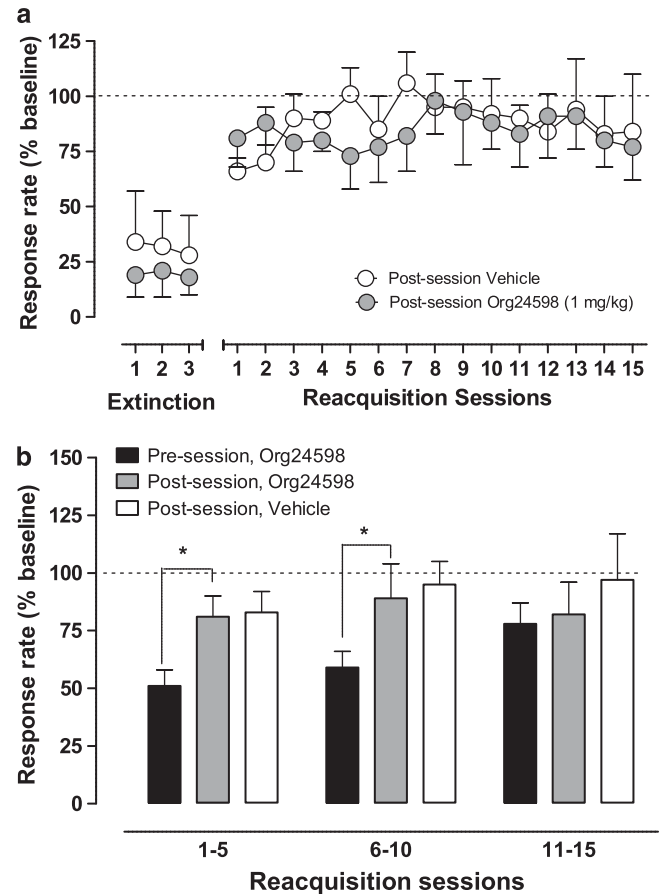 a
Response rate (% baseline)
125
100
75
50
25
0
Post-session Vehicle
Post-session Org24598 (1 mg/kg)
1 2 3 1 2 3 4 5 6 7 8 9 10 11 12 13 14 15
Extinction
Reacquisition Sessions
b
Response rate (% baseline)
150
125
100
75
50
25
0
Pre-session, Org24598
Post-session, Org24598
Post-session, Vehicle
* *
1-5 6-10 11-15
Reacquisition sessions